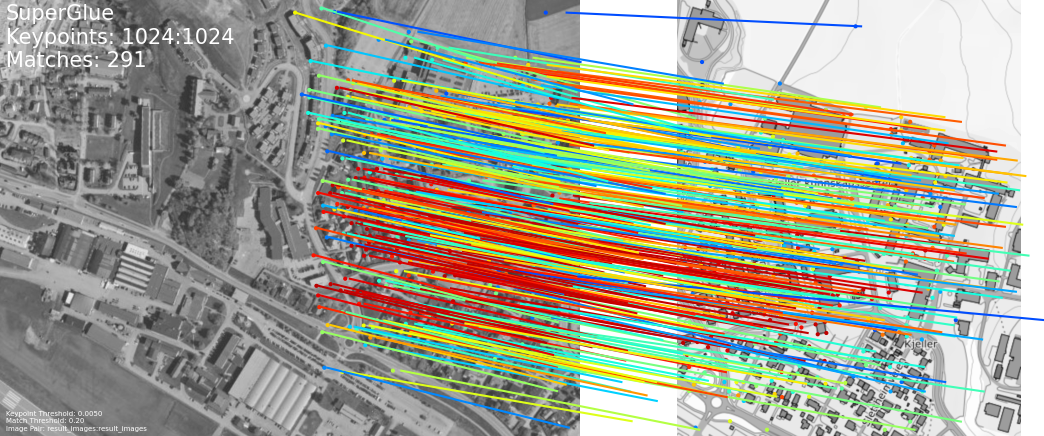 SuperGlue
Keypoints: 1024:1024
Matches: 291
Kjeller
Keypoint Threshold: 0.0050
Match Threshold: 0.20
Image Pair: result_images:result_images